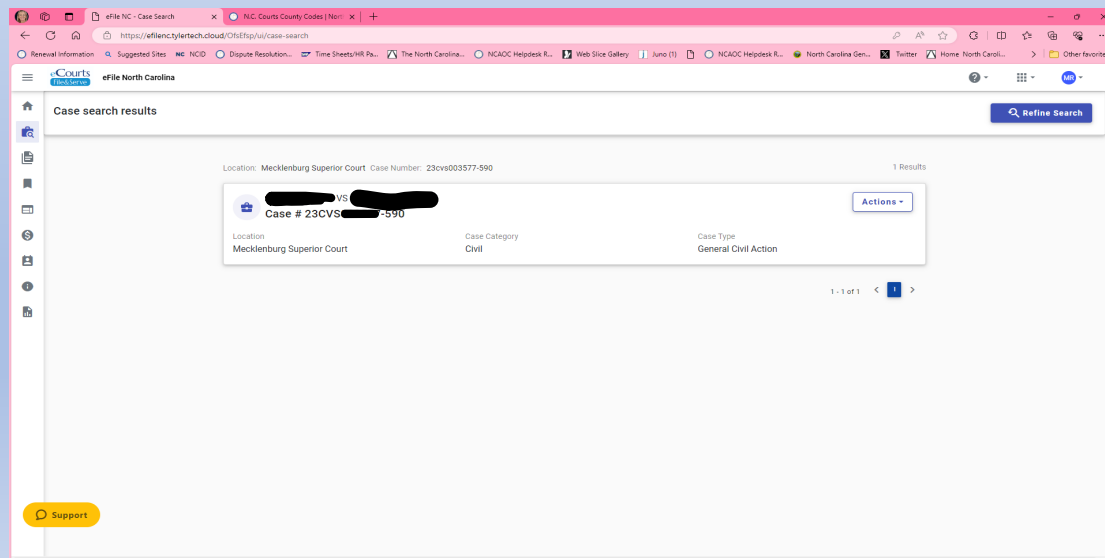 eFile NC - Case Search
N.C. Courts County Codes | Nort
https://efilenc.tylertech.cloud/OfsEfsp/ui/case-search
Renewal Information Suggested Sites NC NCID Dispute Resolution... Time Sheets/HR Pa... The North Carolina... NCAOC Helpdesk R... Web Slice Gallery Juno (1) NCAOC Helpdesk R... North Carolina Gen... Twitter Home North Caroli... Other favorite
eCourts File&Serve eFile North Carolina MR
Case search results Refine Search
Location: Mecklenburg Superior Court Case Number: 23cvs003577-590 1 Results
VS
Case # 23CVS 7-590 Actions
Location Case Category Case Type
Mecklenburg Superior Court Civil General Civil Action
1 - 1 of 1 < 1 >
Support